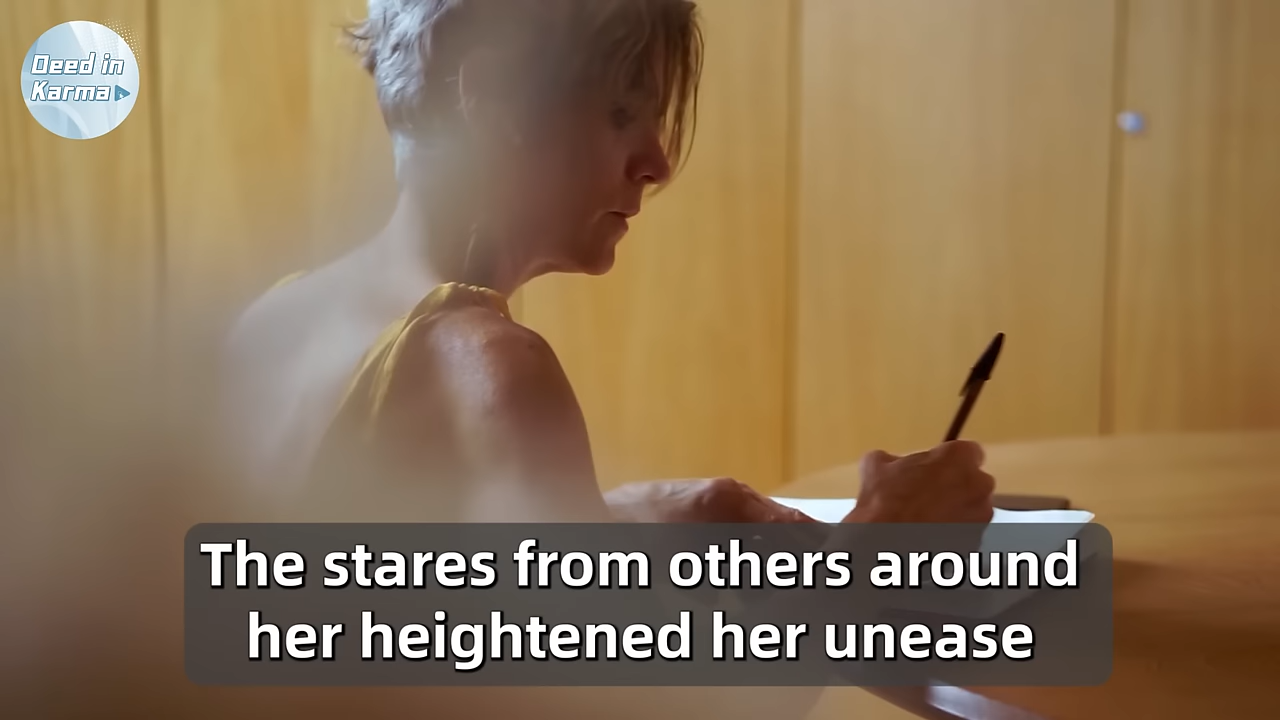 Deed in
Karma
The stares from others around
her heightened her unease